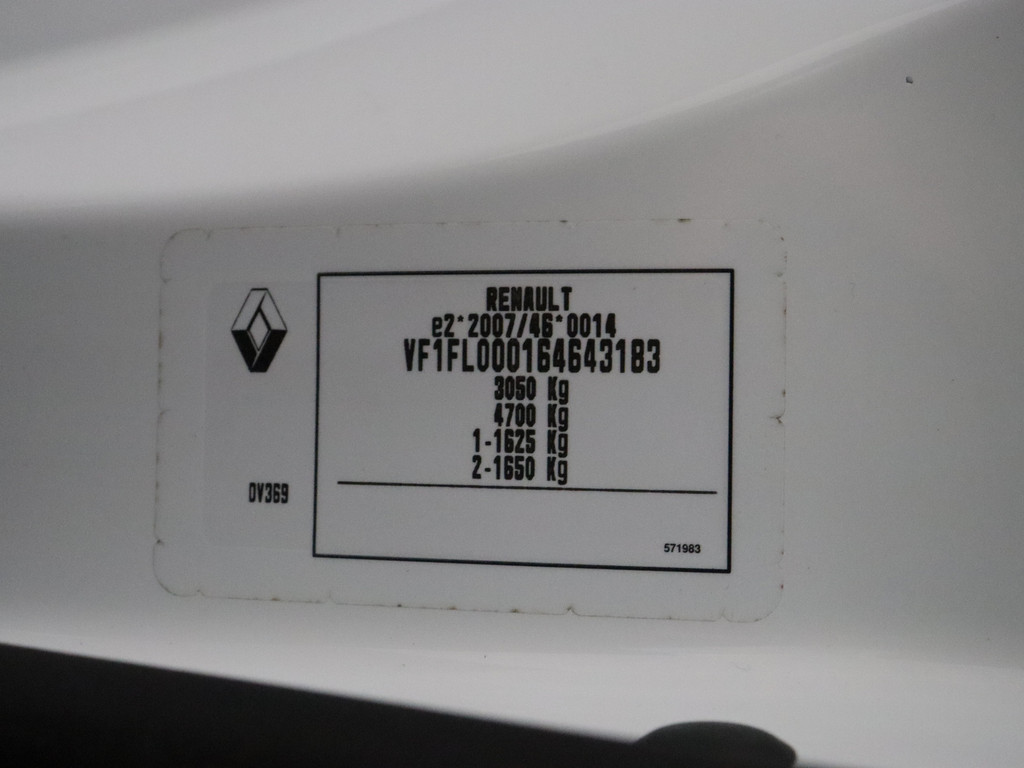 RENAULT
e2*2007/46*0014
VF1FL000164643183
3050 Kg
4700 Kg
1-1625 Kg
2-1650 Kg
DV369
571983